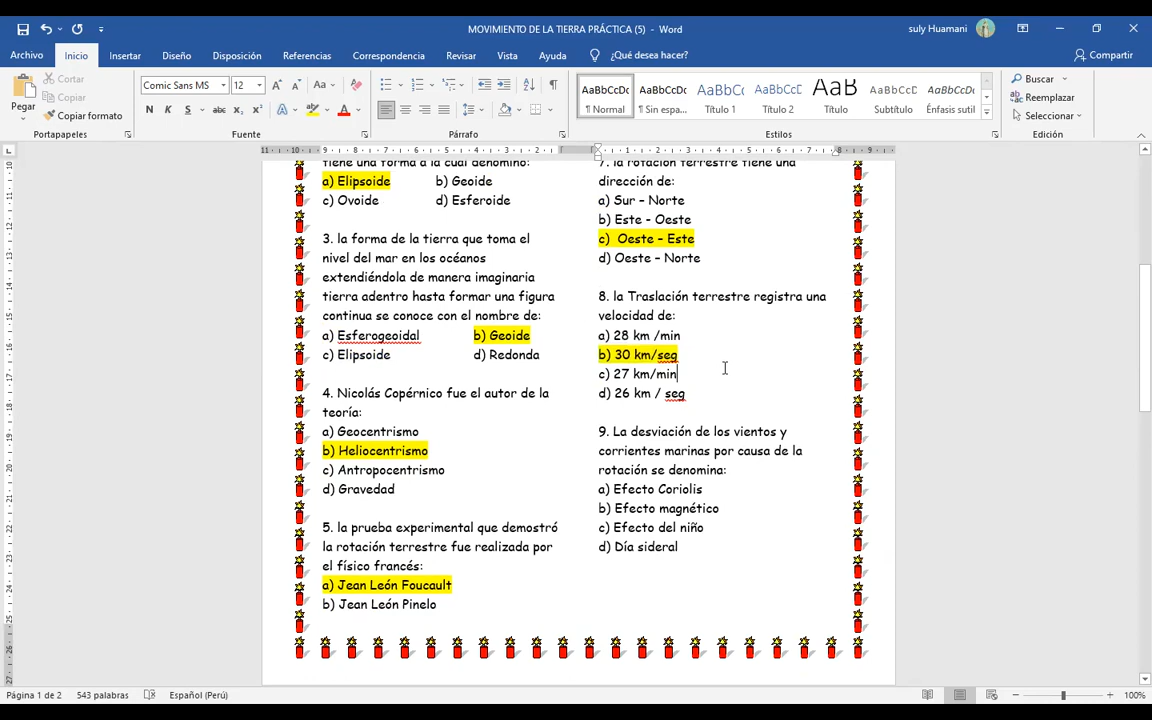 MOVIMIENTO DE LA TIERRA PRÁCTICA (5) - Word
suly Huamani
Archivo Inicio Insertar Diseño Disposición Referencias Correspondencia Revisar Vista Ayuda ¿Qué desea hacer? Compartir
Pegar
Cortar
Copiar
Copiar formato
Portapapeles
Comic Sans MS 12
N K S abc x₂ x²
Fuente
Párrafo
AaBbCcDc AaBbCcDc AaBbCc AaBbCcC AaB AaBbCcD AaBbCcDc
¶ Normal ¶ Sin espa... Título 1 Título 2 Título Subtítulo Énfasis sutil
Estilos
Buscar
Reemplazar
Seleccionar
Edición
tiene una forma a la cual denominó:
a) Elipsoide b) Geoide
c) Ovoide d) Esferoide
3. la forma de la tierra que toma el
nivel del mar en los océanos
extendiéndola de manera imaginaria
tierra adentro hasta formar una figura
continua se conoce con el nombre de:
a) Esferogeoidal b) Geoide
c) Elipsoide d) Redonda
4. Nicolás Copérnico fue el autor de la
teoría:
a) Geocentrismo
b) Heliocentrismo
c) Antropocentrismo
d) Gravedad
5. la prueba experimental que demostró
la rotación terrestre fue realizada por
el físico francés:
a) Jean León Foucault
b) Jean León Pinelo
7. la rotación terrestre tiene una
dirección de:
a) Sur – Norte
b) Este – Oeste
c) Oeste – Este
d) Oeste – Norte
8. la Traslación terrestre registra una
velocidad de:
a) 28 km /min
b) 30 km/seg
c) 27 km/min
d) 26 km / seg
9. La desviación de los vientos y
corrientes marinas por causa de la
rotación se denomina:
a) Efecto Coriolis
b) Efecto magnético
c) Efecto del niño
d) Día sideral
Página 1 de 2 543 palabras Español (Perú) 100%